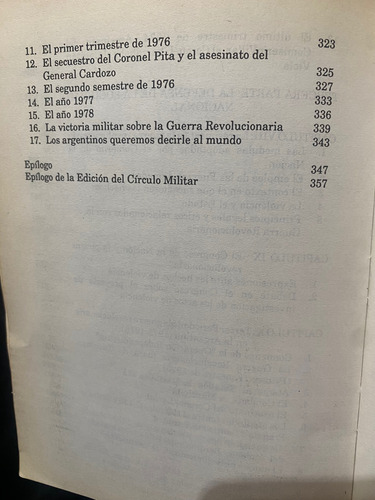 11. El primer trimestre de 1976 323
12. El secuestro del Coronel Pita y el asesinato del
General Cardozo 325
13. El segundo semestre de 1976 327
14. El año 1977 333
15. El año 1978 336
16. La victoria militar sobre la Guerra Revolucionaria 339
17. Los argentinos queremos decirle al mundo 343
Epílogo 347
Epílogo de la Edición del Círculo Militar 357